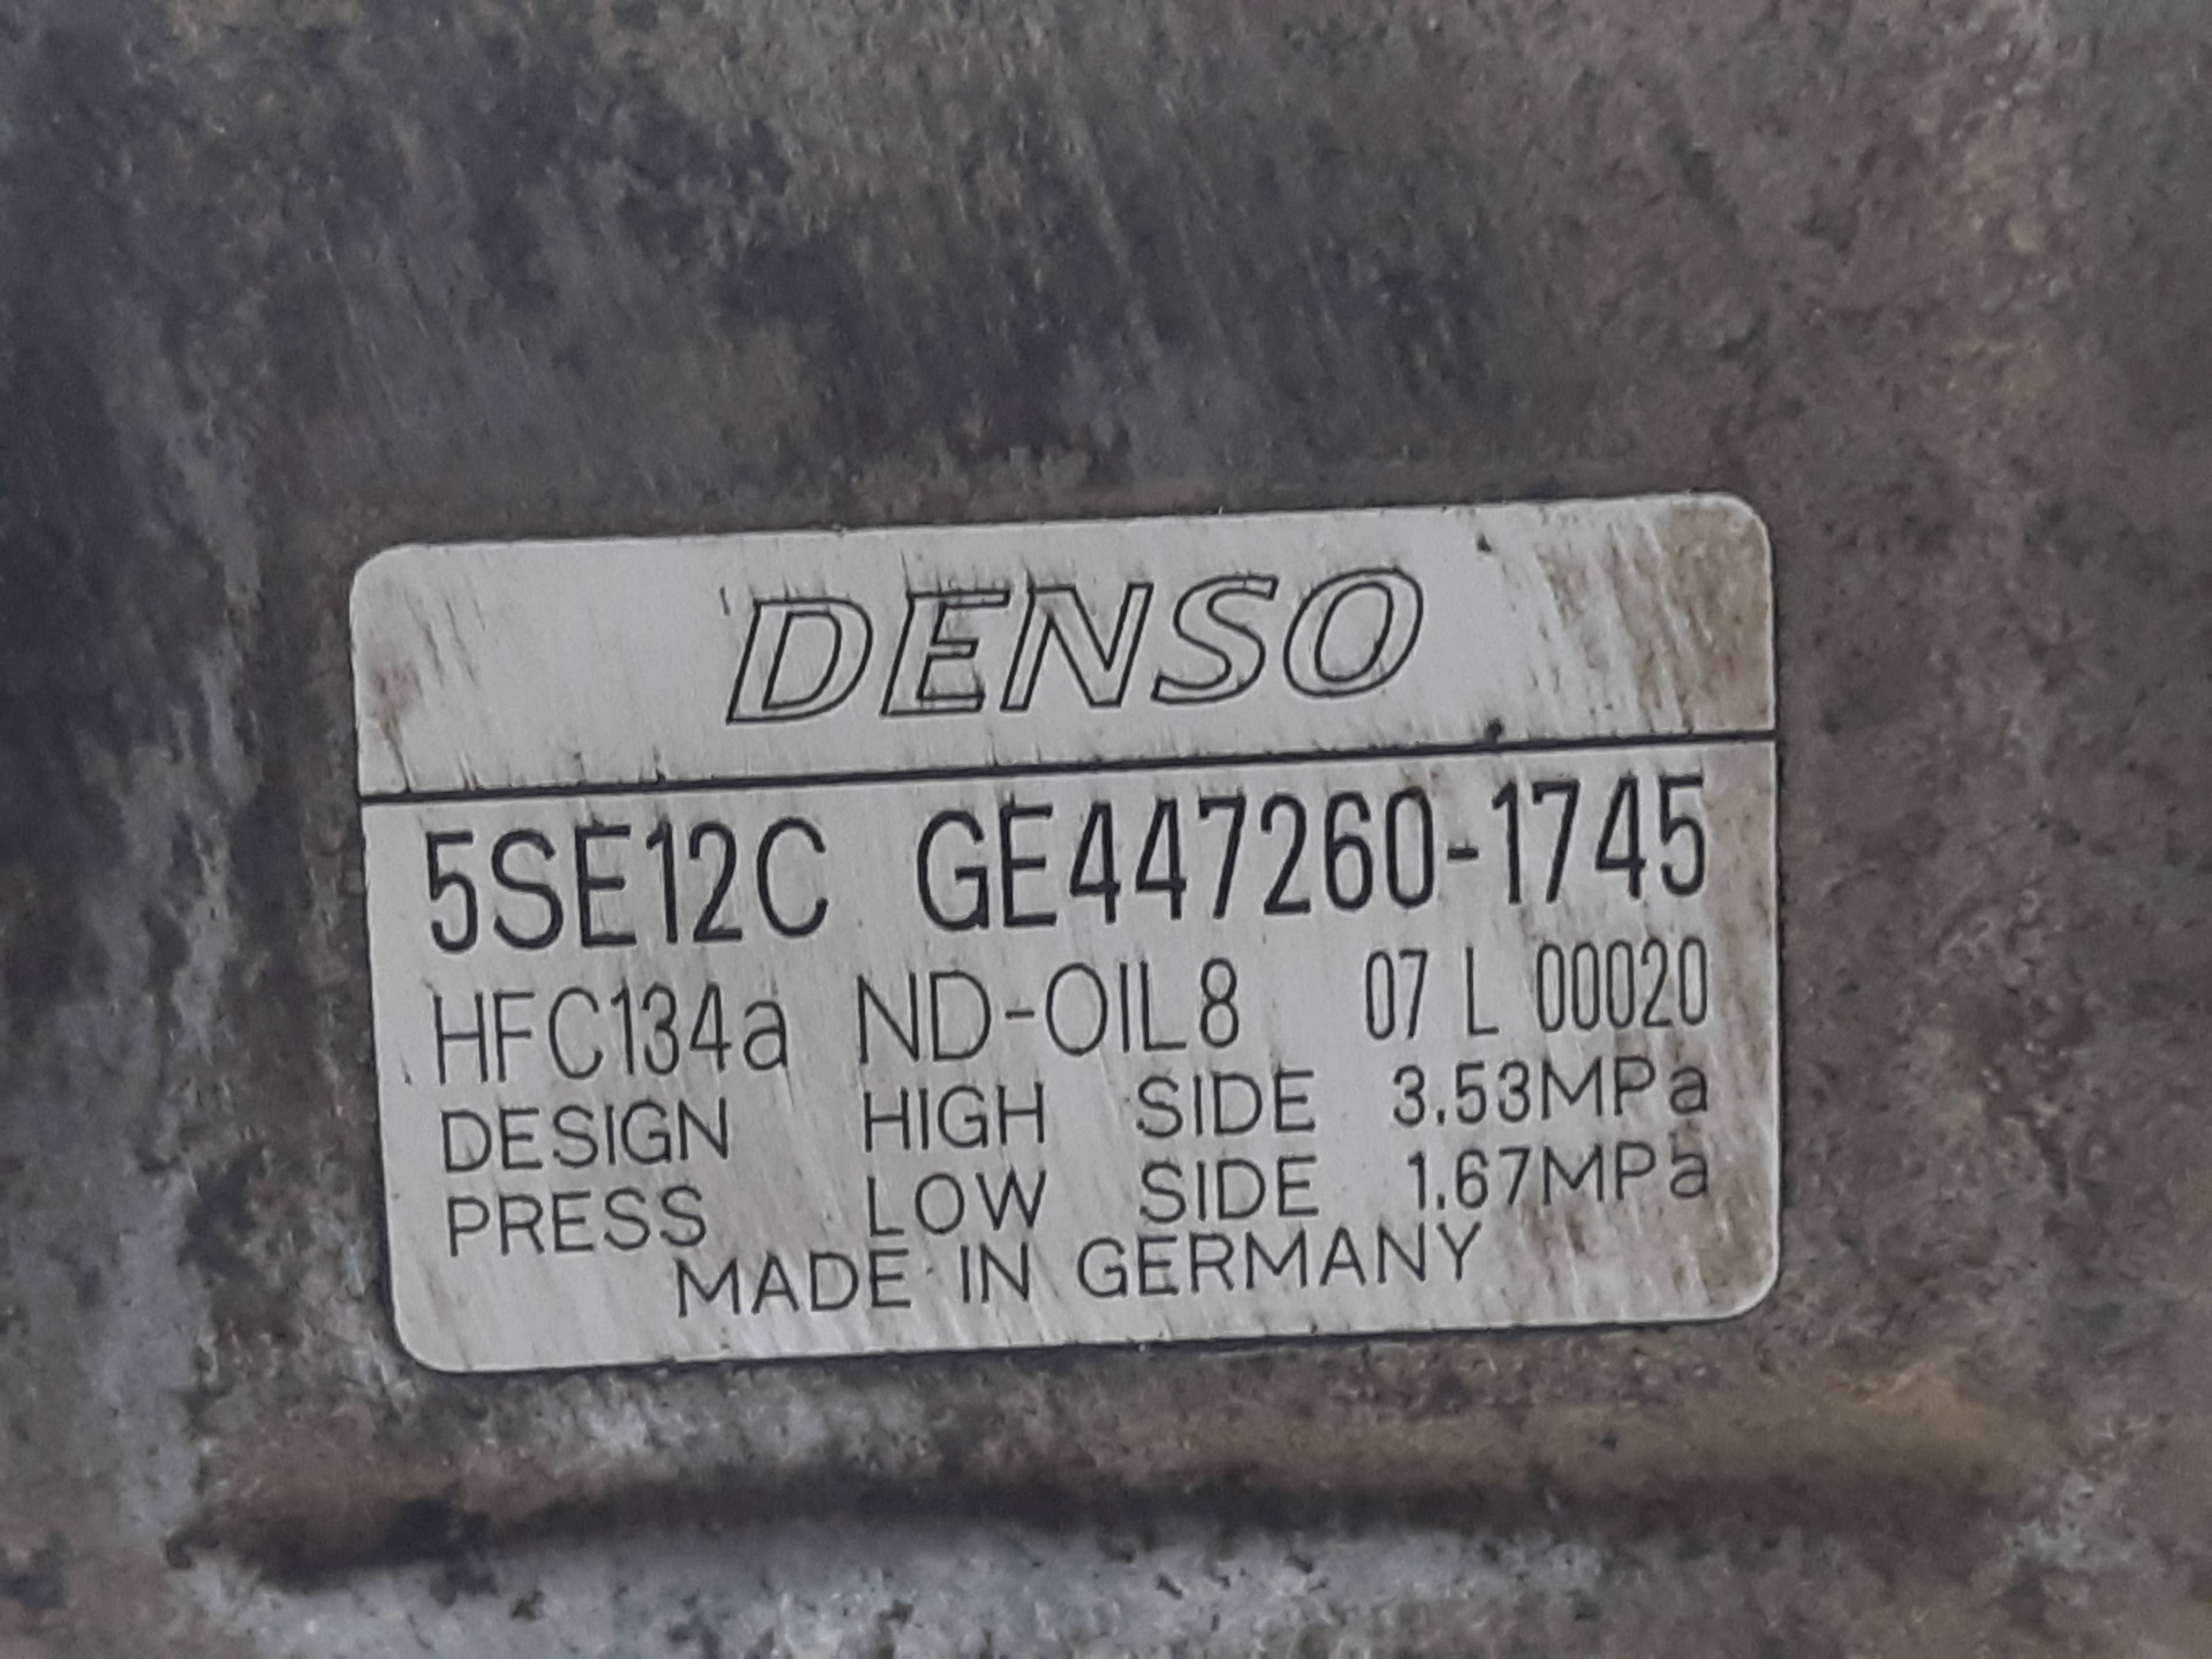 DENSO
5SE12C GE447260-1745
HFC134a ND-OIL8 07 L 00020
DESIGN HIGH SIDE 3.53MPa
PRESS LOW SIDE 1.67MPa
MADE IN GERMANY